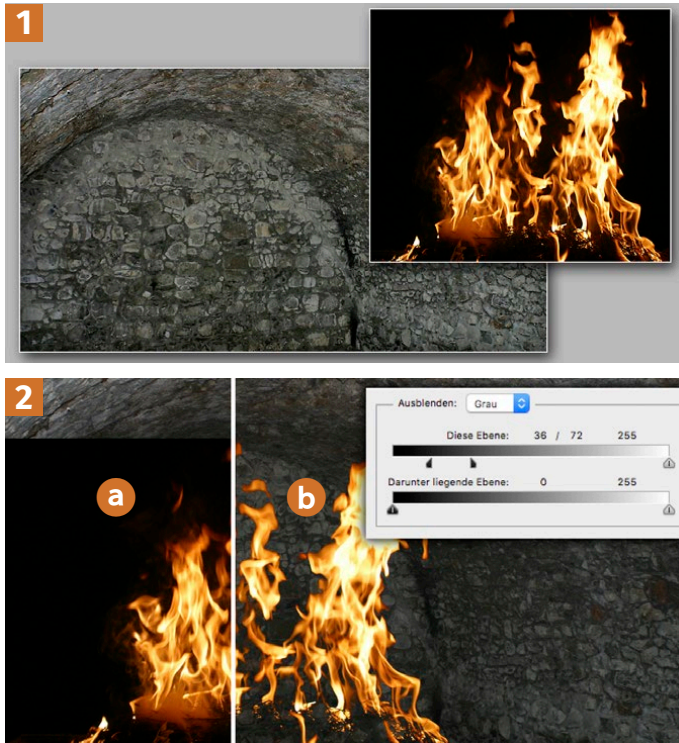 1
2
a
b
Ausblenden: Grau
Diese Ebene: 36 / 72 255
Darunter liegende Ebene: 0 255